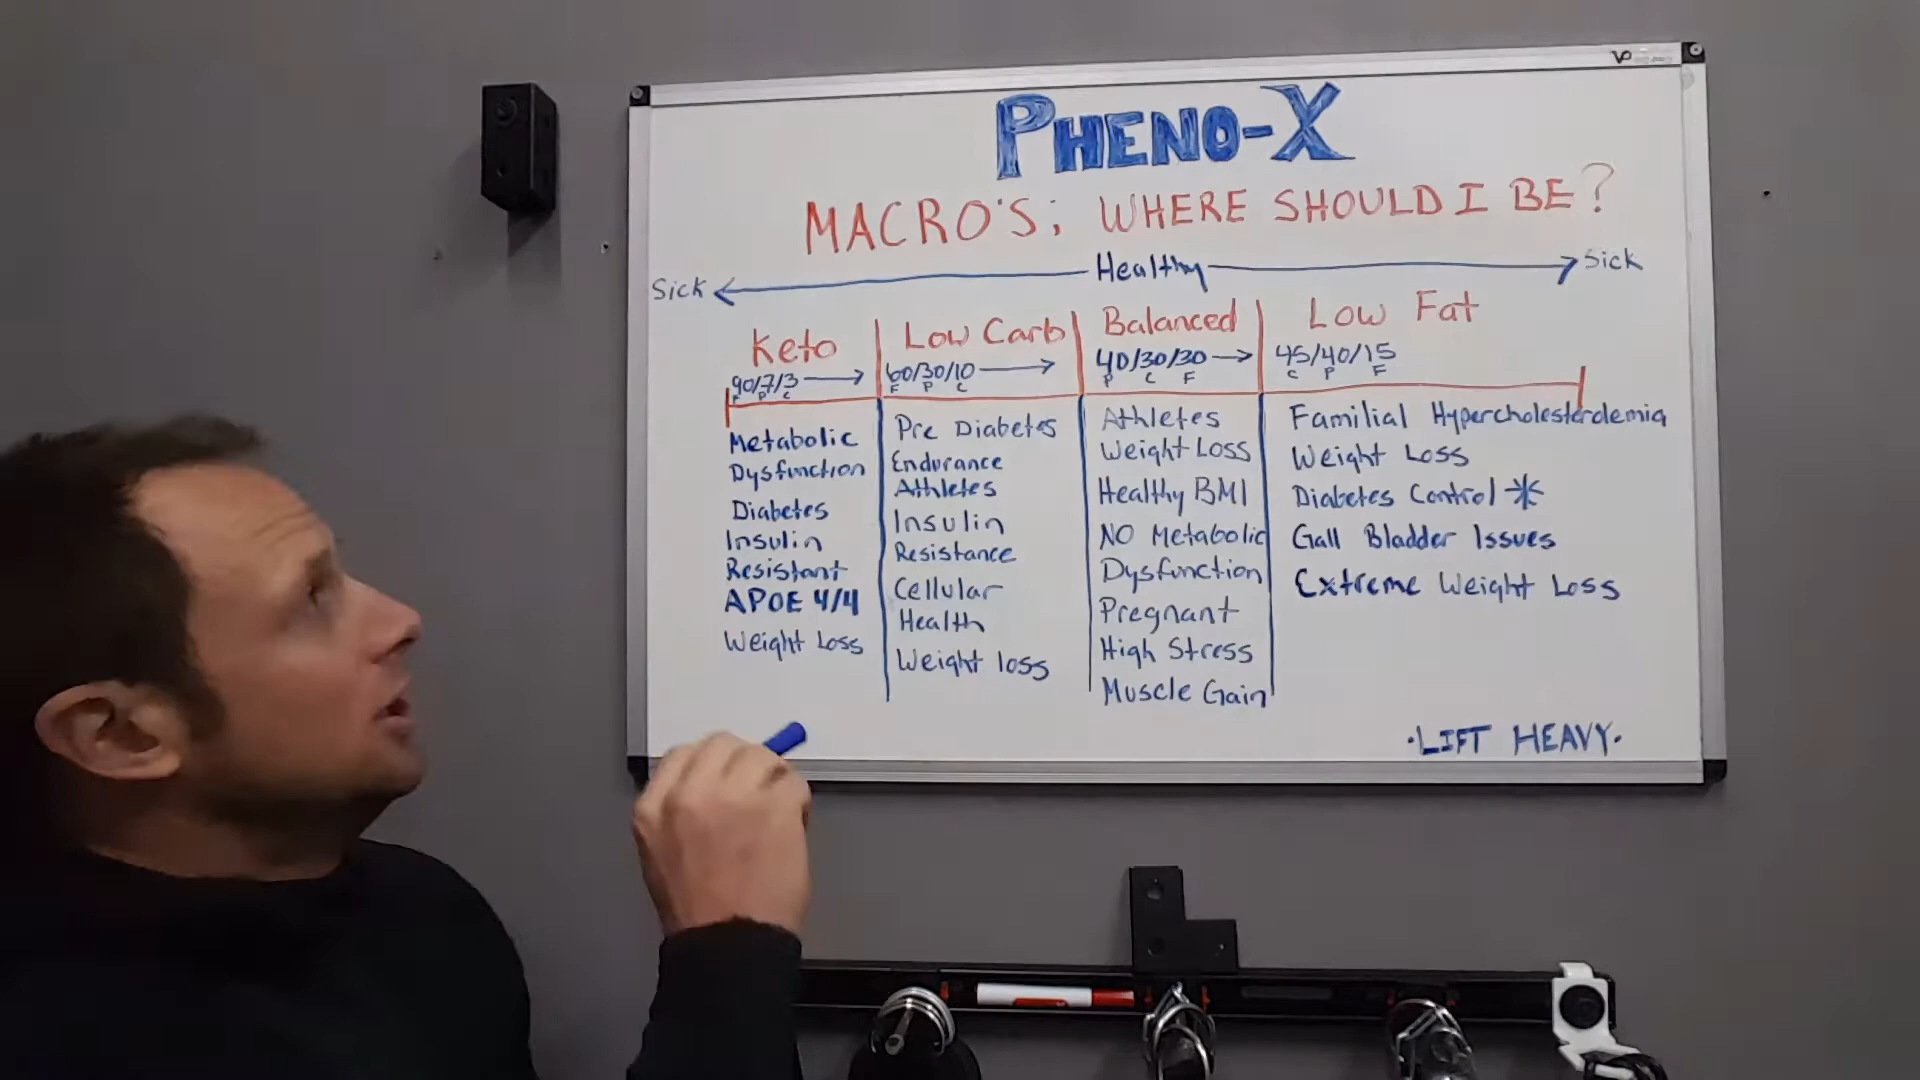 PHENO-X
MACRO'S; WHERE SHOULD I BE?
Sick Healthy Sick
Keto
90/7/3
F P C
Metabolic
Dysfunction
Diabetes
Insulin
Resistant
APOE 4/4
Weight Loss
Low Carb
60/30/10
F P C
Pre Diabetes
Endurance
Athletes
Insulin
Resistance
Cellular
Health
Weight loss
Balanced
40/30/30
P C F
Athletes
Weight Loss
Healthy BMI
NO Metabolic
Dysfunction
Pregnant
High Stress
Muscle Gain
Low Fat
45/40/15
C P F
Familial Hypercholesterolemia
Weight Loss
Diabetes Control *
Gall Bladder Issues
Extreme Weight Loss
·LIFT HEAVY·